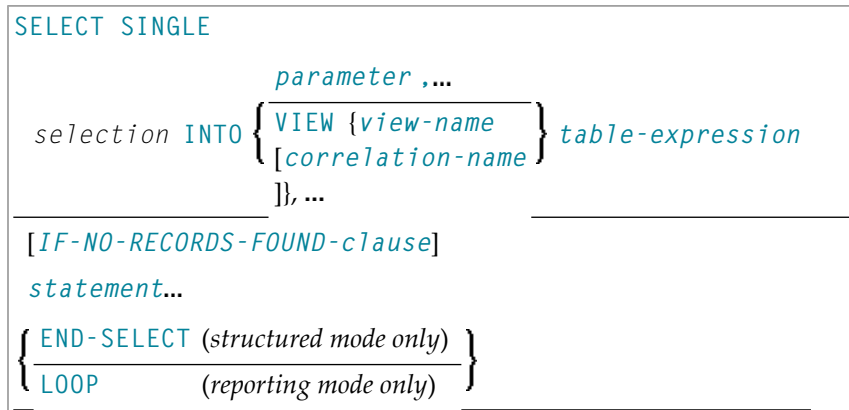 SELECT SINGLE
parameter ,...
selection INTO { VIEW {view-name } table-expression
[correlation-name
]}, ...
[IF-NO-RECORDS-FOUND-clause]
statement...
{ END-SELECT (structured mode only) }
LOOP (reporting mode only)